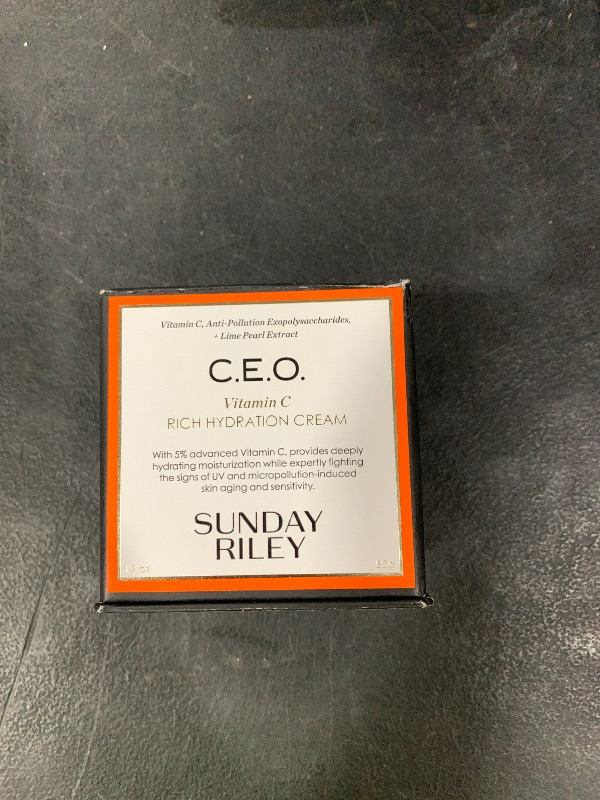 Vitamin C, Anti-Pollution Exopolysaccharides,
+ Lime Pearl Extract
C.E.O.
Vitamin C
RICH HYDRATION CREAM
With 5% advanced Vitamin C, provides deeply
hydrating moisturization while expertly fighting
the signs of UV and micropollution-induced
skin aging and sensitivity.
SUNDAY
RILEY
oz